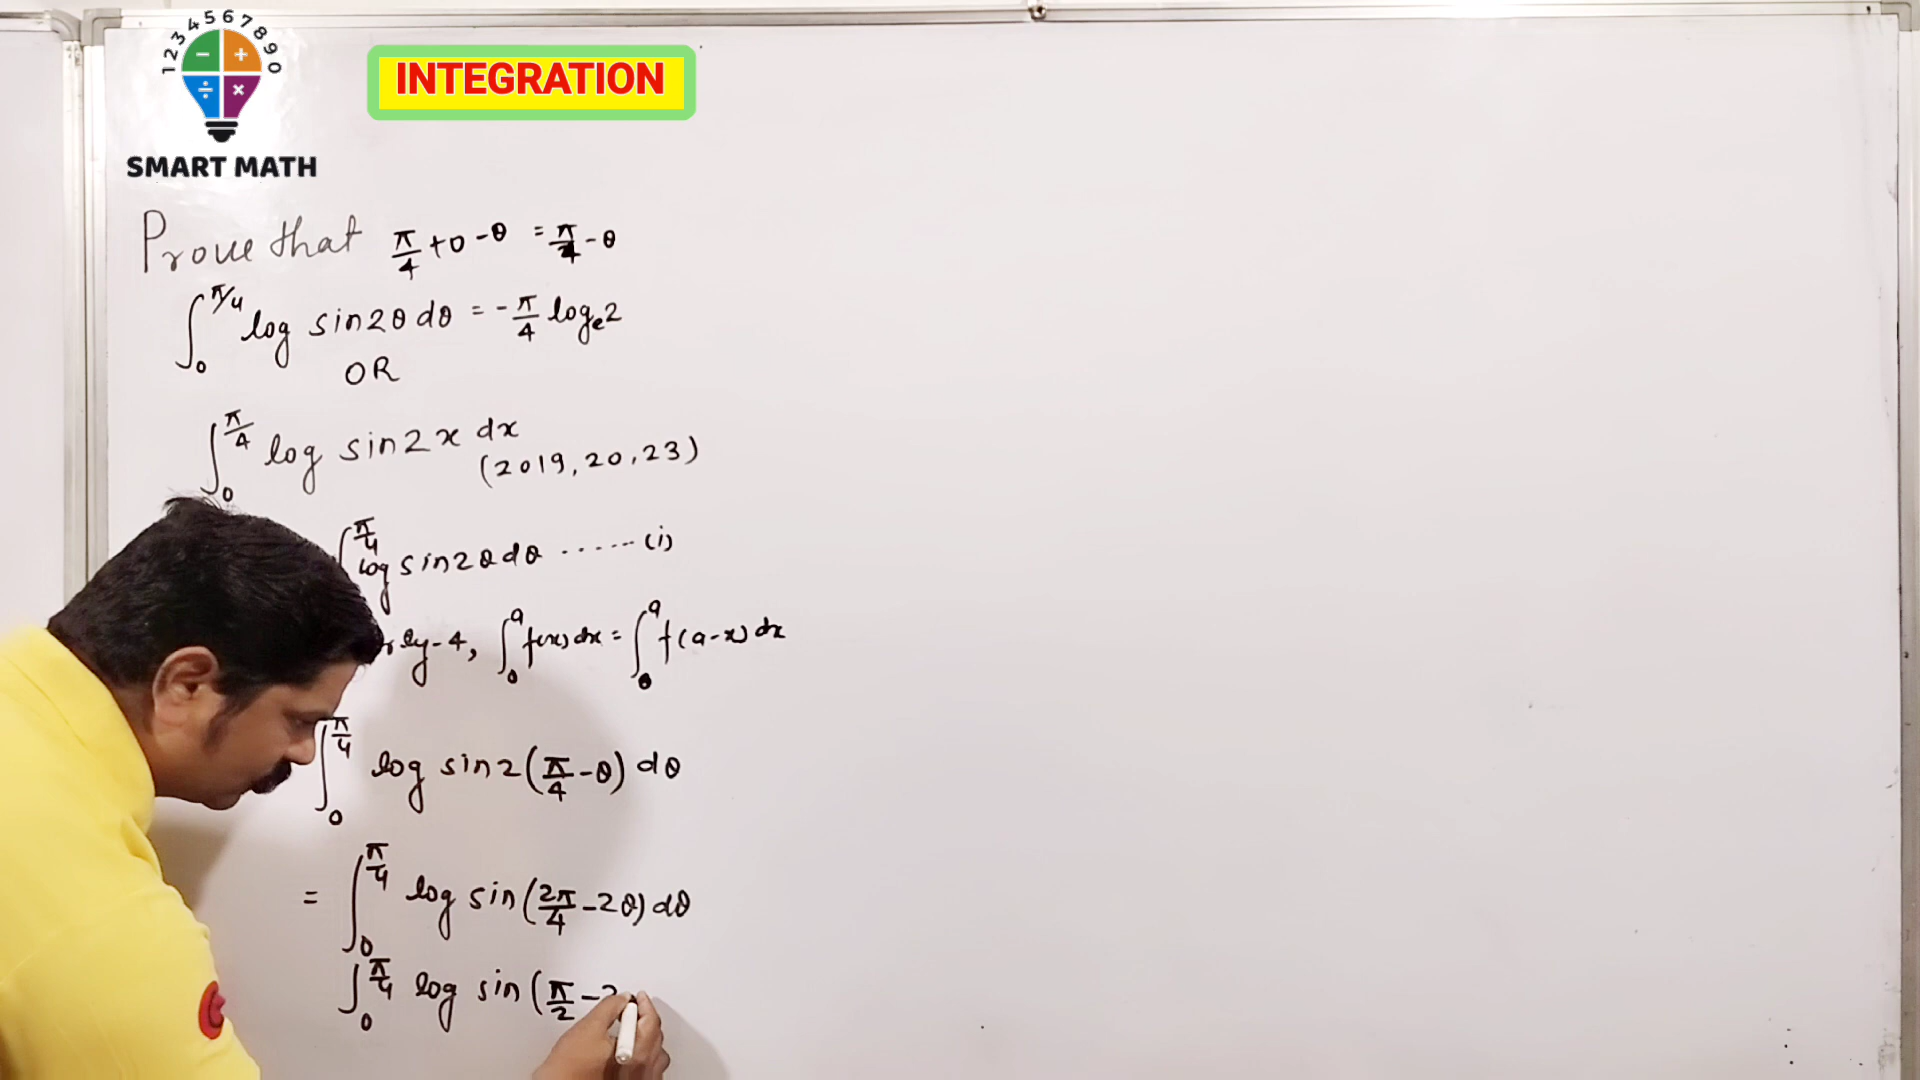 1 2 3 4 5 6 7 8 9 0
− + ÷ ×
SMART MATH
INTEGRATION
Prove that π/4 + 0 - θ = π/4 - θ
∫₀^π/4 log sin2θ dθ = - π/4 logₑ2
OR
∫₀^π/4 log sin2x dx
(2019, 20, 23)
∫^π/4 log sin2θ dθ ...... (i)
ly-4, ∫₀^a f(x) dx = ∫₀^a f(a-x) dx
∫₀^π/4 log sin2(π/4 - θ) dθ
= ∫₀^π/4 log sin(2π/4 - 2θ) dθ
∫₀^π/4 log sin(π/2 - 2